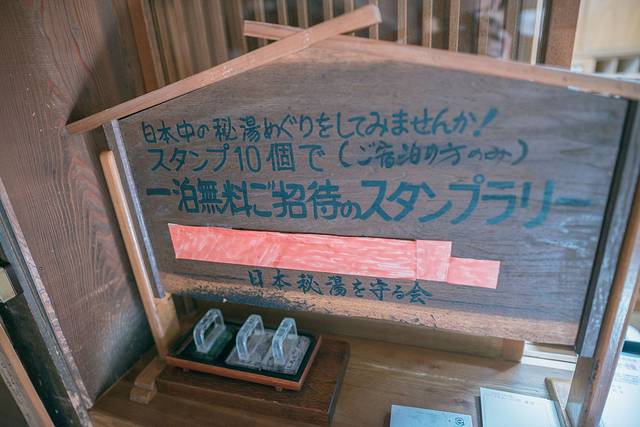 日本中の秘湯めぐりをしてみませんか!
スタンプ10個で(ご宿泊の方のみ)
一泊無料ご招待のスタンプラリー
日本秘湯を守る会